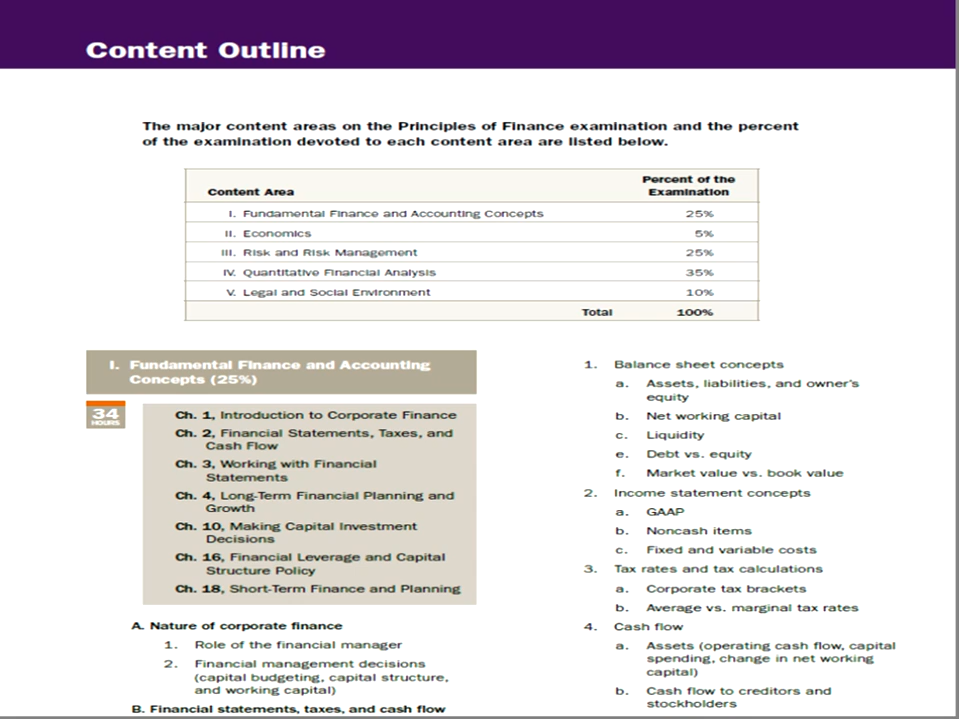 Content Outline
The major content areas on the Principles of Finance examination and the percent
of the examination devoted to each content area are listed below.
Content Area Percent of the Examination
I. Fundamental Finance and Accounting Concepts 25%
II. Economics 5%
III. Risk and Risk Management 25%
IV. Quantitative Financial Analysis 35%
V. Legal and Social Environment 10%
Total 100%
I. Fundamental Finance and Accounting
Concepts (25%)
34
HOURS
Ch. 1, Introduction to Corporate Finance
Ch. 2, Financial Statements, Taxes, and
Cash Flow
Ch. 3, Working with Financial
Statements
Ch. 4, Long-Term Financial Planning and
Growth
Ch. 10, Making Capital Investment
Decisions
Ch. 16, Financial Leverage and Capital
Structure Policy
Ch. 18, Short-Term Finance and Planning
A. Nature of corporate finance
1. Role of the financial manager
2. Financial management decisions
(capital budgeting, capital structure,
and working capital)
B. Financial statements, taxes, and cash flow
1. Balance sheet concepts
a. Assets, liabilities, and owner's
equity
b. Net working capital
c. Liquidity
e. Debt vs. equity
f. Market value vs. book value
2. Income statement concepts
a. GAAP
b. Noncash items
c. Fixed and variable costs
3. Tax rates and tax calculations
a. Corporate tax brackets
b. Average vs. marginal tax rates
4. Cash flow
a. Assets (operating cash flow, capital
spending, change in net working
capital)
b. Cash flow to creditors and
stockholders